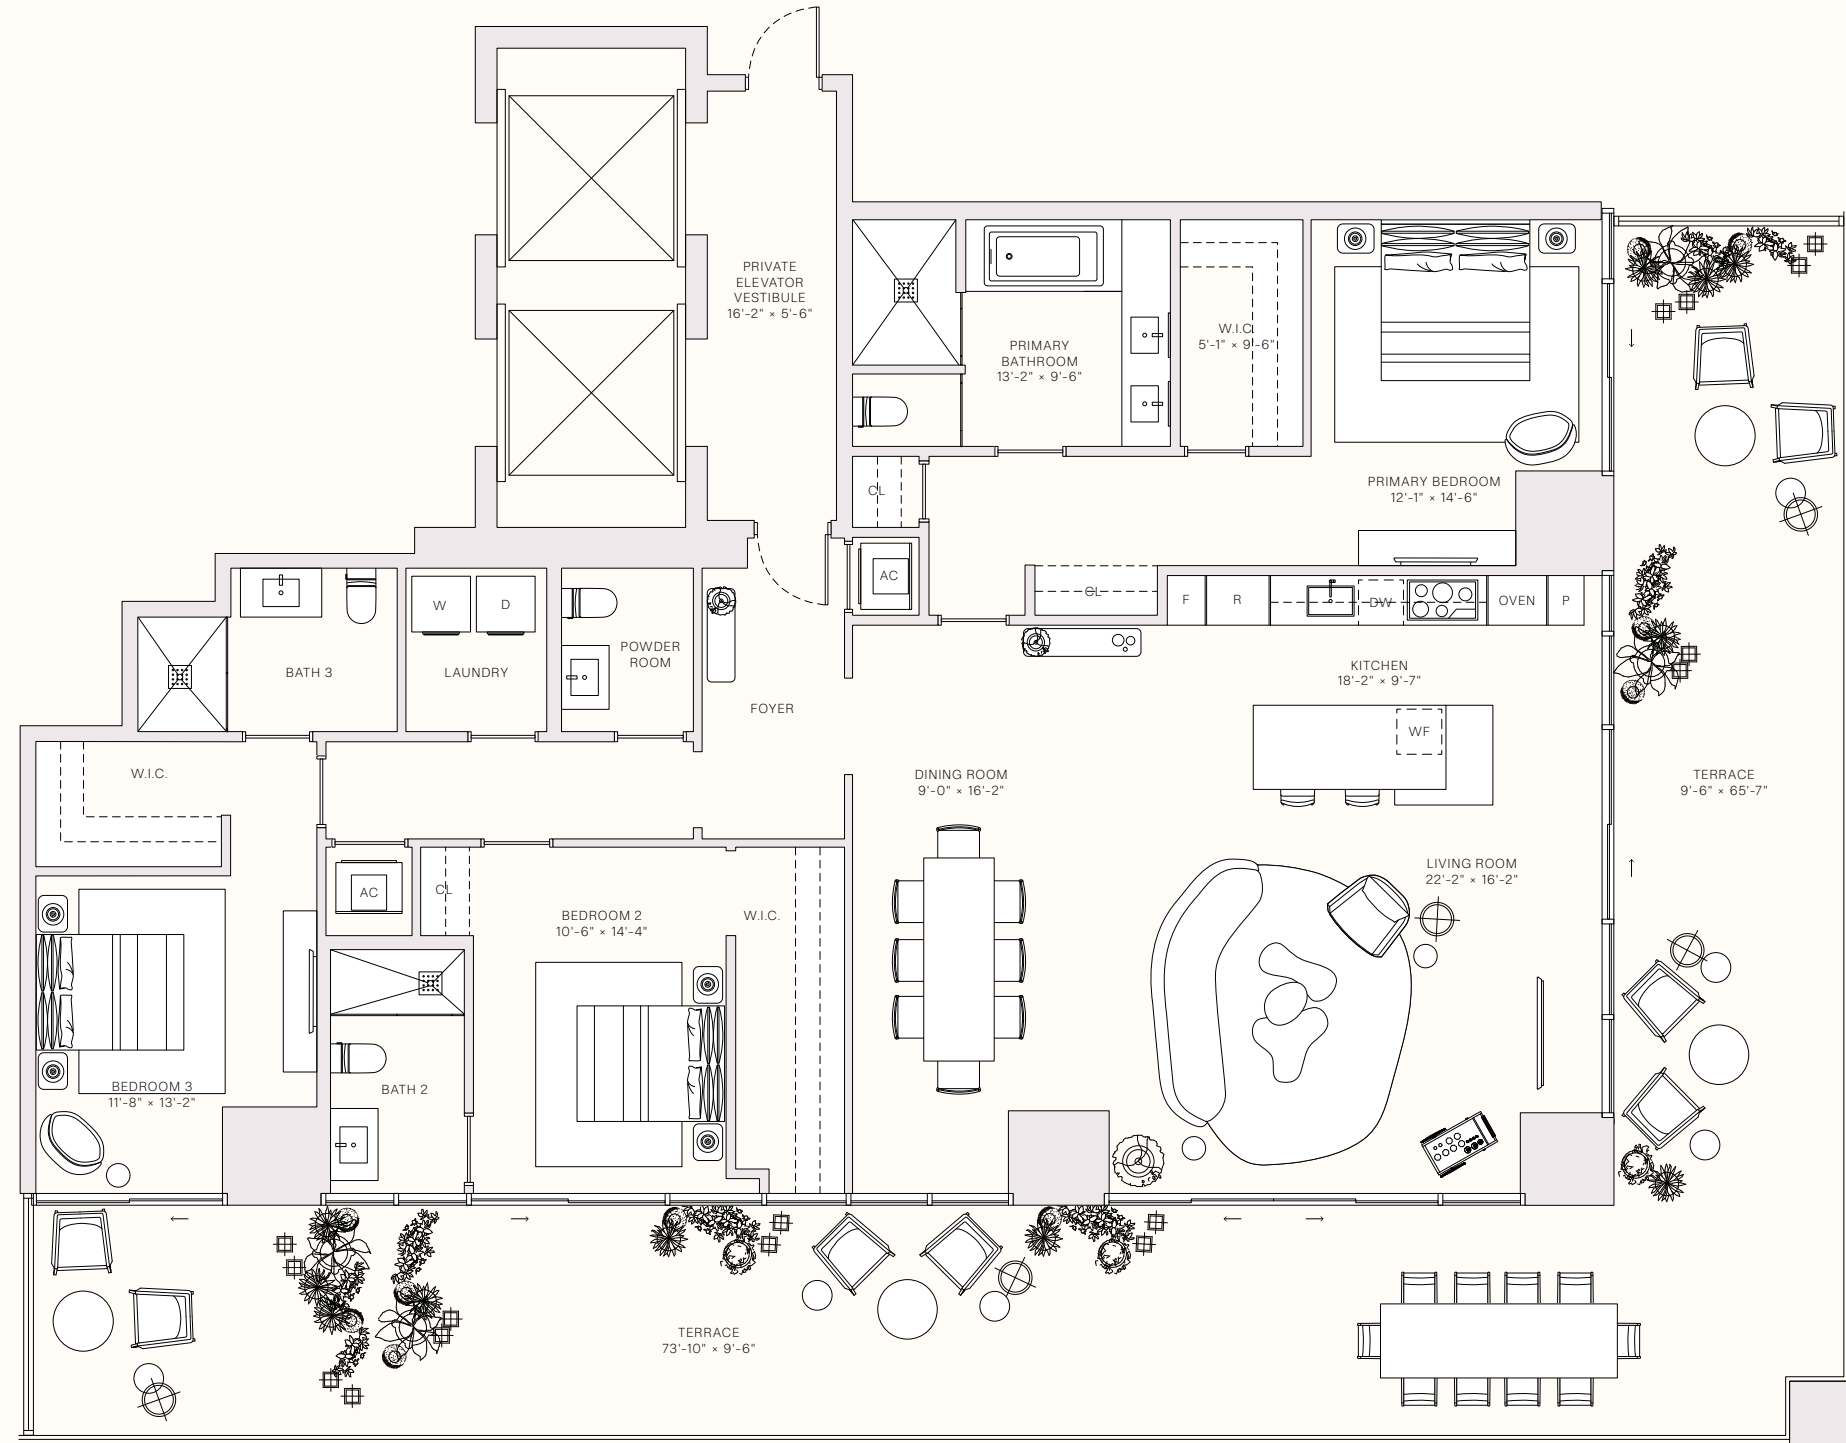 PRIVATE
ELEVATOR
VESTIBULE
16'-2" × 5'-6"
PRIMARY
BATHROOM
13'-2" × 9'-6"
W.I.C.
5'-1" × 9'-6"
PRIMARY BEDROOM
12'-1" × 14'-6"
CL
AC
CL
F
R
DW
OVEN
P
W
D
BATH 3
LAUNDRY
POWDER
ROOM
FOYER
KITCHEN
18'-2" × 9'-7"
WF
W.I.C.
DINING ROOM
9'-0" × 16'-2"
TERRACE
9'-6" × 65'-7"
LIVING ROOM
22'-2" × 16'-2"
AC
CL
BEDROOM 2
10'-6" × 14'-4"
W.I.C.
BEDROOM 3
11'-8" × 13'-2"
BATH 2
TERRACE
73'-10" × 9'-6"